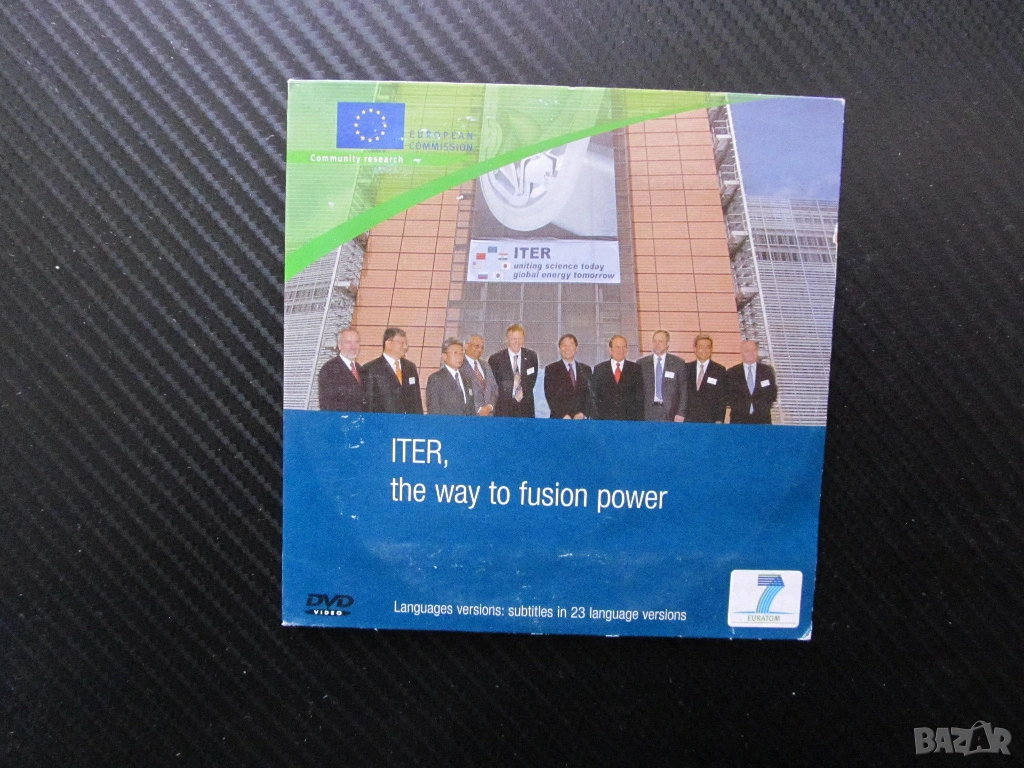 EUROPEAN
COMMISSION
Community research
ITER
uniting science today
global energy tomorrow
ITER,
the way to fusion power
DVD
VIDEO
Languages versions: subtitles in 23 language versions
7
EURATOM
BAZAR